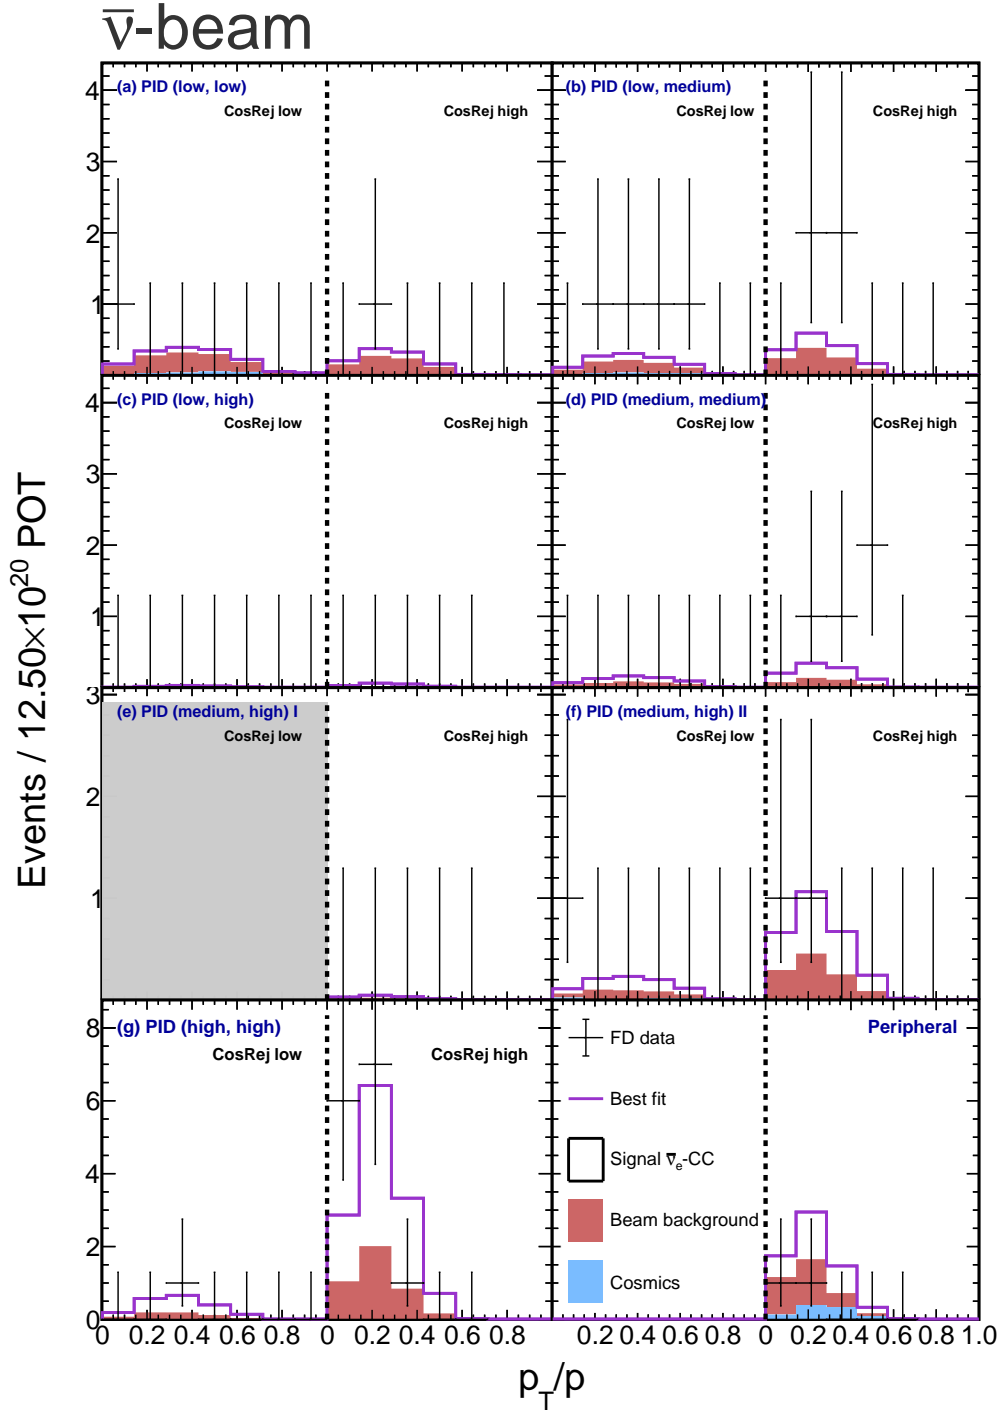 ν̅-beam
(a) PID (low, low)
CosRej low
CosRej high
(b) PID (low, medium)
CosRej low
CosRej high
4
3
2
1
(c) PID (low, high)
CosRej low
CosRej high
(d) PID (medium, medium)
CosRej low
CosRej high
4
3
2
1
Events / 12.50×10²⁰ POT
(e) PID (medium, high) I
CosRej low
CosRej high
(f) PID (medium, high) II
CosRej low
CosRej high
3
2
1
(g) PID (high, high)
CosRej low
CosRej high
8
6
4
2
0
FD data
Best fit
Signal ν̅ₑ-CC
Beam background
Cosmics
Peripheral
0 0.2 0.4 0.6 0.8 0 0.2 0.4 0.6 0.8 0.2 0.4 0.6 0.8 0 0.2 0.4 0.6 0.8 1.0
p_T/p